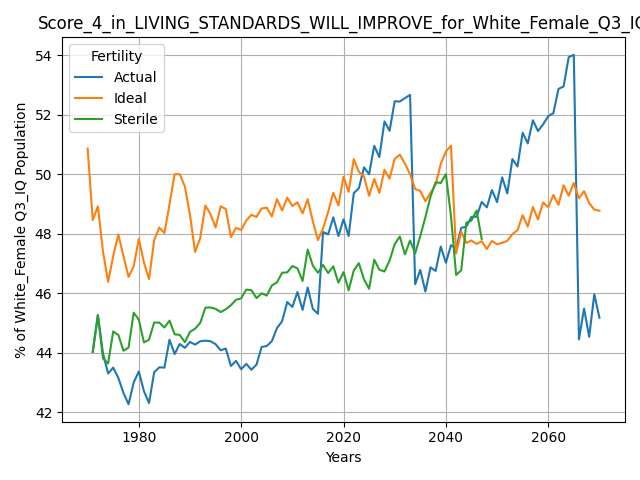 Score_4_in_LIVING_STANDARDS_WILL_IMPROVE_for_White_Female_Q3_IQ
Fertility
Actual
Ideal
Sterile
% of White_Female Q3_IQ Population
54
52
50
48
46
44
42
1980
2000
2020
2040
2060
Years